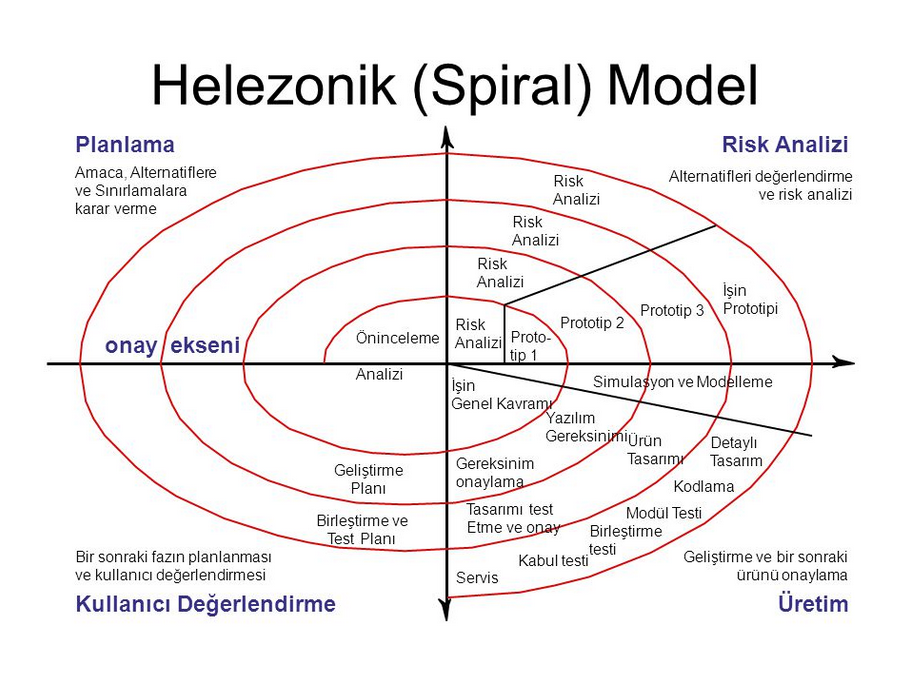 Helezonik (Spiral) Model
Planlama
Amaca, Alternatiflere
ve Sınırlamalara
karar verme
Risk Analizi
Alternatifleri değerlendirme
ve risk analizi
Risk
Analizi
Risk
Analizi
Risk
Analizi
Risk
Analizi
Proto-
tip 1
Prototip 2
Prototip 3
İşin
Prototipi
onay ekseni
Öninceleme
Analizi
İşin
Genel Kavramı
Simulasyon ve Modelleme
Yazılım
Gereksinimi
Ürün
Tasarımı
Detaylı
Tasarım
Geliştirme
Planı
Gereksinim
onaylama
Kodlama
Birleştirme ve
Test Planı
Tasarımı test
Etme ve onay
Modül Testi
Birleştirme
testi
Kabul testi
Servis
Bir sonraki fazın planlanması
ve kullanıcı değerlendirmesi
Kullanıcı Değerlendirme
Geliştirme ve bir sonraki
ürünü onaylama
Üretim